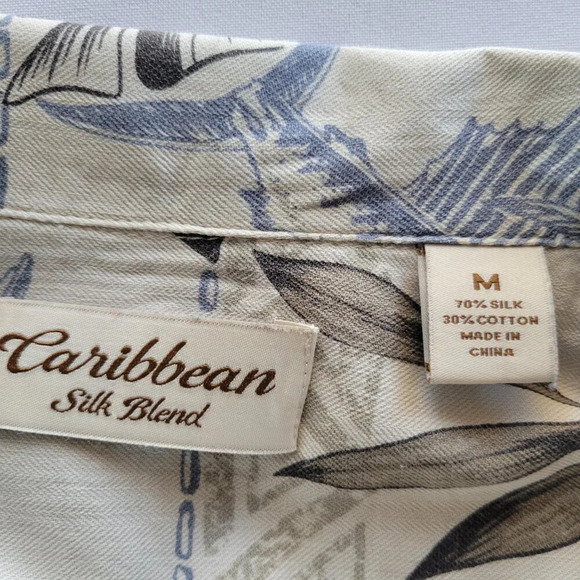 Caribbean
Silk Blend
M
70% SILK
30% COTTON
MADE IN
CHINA